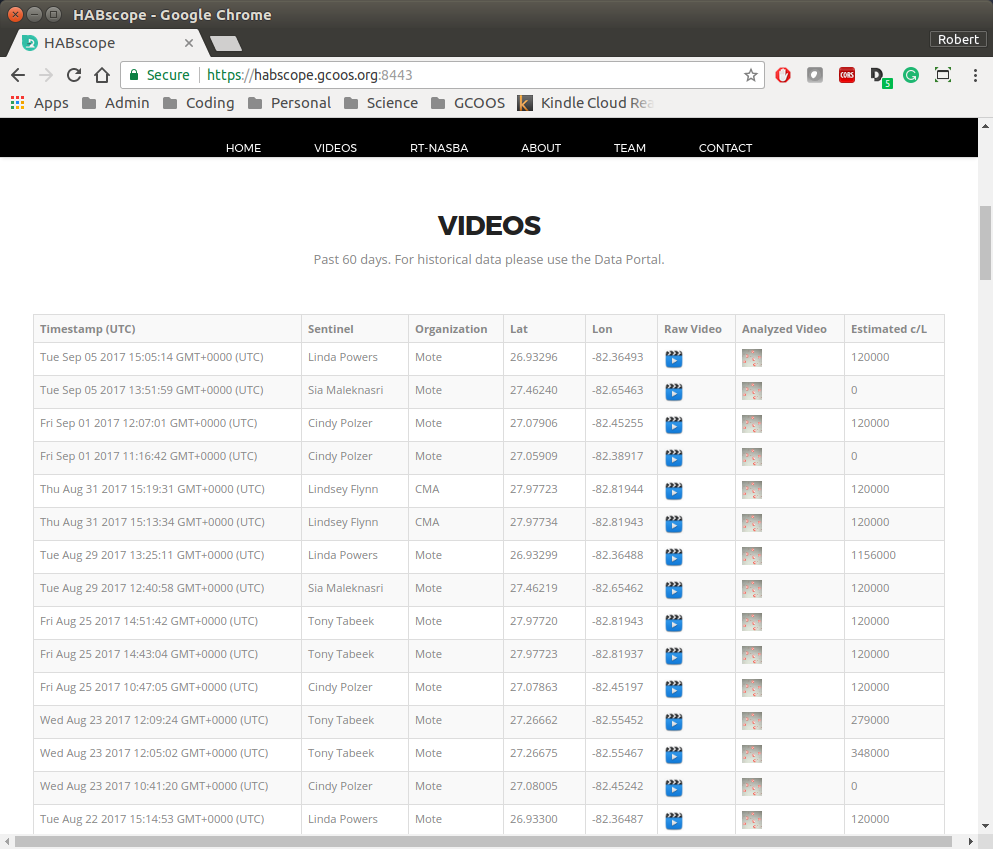 HABscope - Google Chrome
HABscope
Robert
Secure https://habscope.gcoos.org:8443
CORS
D 5
G
Apps Admin Coding Personal Science GCOOS k Kindle Cloud Rea
HOME VIDEOS RT-NASBA ABOUT TEAM CONTACT
VIDEOS
Past 60 days. For historical data please use the Data Portal.
Timestamp (UTC) Sentinel Organization Lat Lon Raw Video Analyzed Video Estimated c/L
Tue Sep 05 2017 15:05:14 GMT+0000 (UTC) Linda Powers Mote 26.93296 -82.36493 120000
Tue Sep 05 2017 13:51:59 GMT+0000 (UTC) Sia Maleknasri Mote 27.46240 -82.65463 0
Fri Sep 01 2017 12:07:01 GMT+0000 (UTC) Cindy Polzer Mote 27.07906 -82.45255 120000
Fri Sep 01 2017 11:16:42 GMT+0000 (UTC) Cindy Polzer Mote 27.05909 -82.38917 0
Thu Aug 31 2017 15:19:31 GMT+0000 (UTC) Lindsey Flynn CMA 27.97723 -82.81944 120000
Thu Aug 31 2017 15:13:34 GMT+0000 (UTC) Lindsey Flynn CMA 27.97734 -82.81943 120000
Tue Aug 29 2017 13:25:11 GMT+0000 (UTC) Linda Powers Mote 26.93299 -82.36488 1156000
Tue Aug 29 2017 12:40:58 GMT+0000 (UTC) Sia Maleknasri Mote 27.46219 -82.65462 120000
Fri Aug 25 2017 14:51:42 GMT+0000 (UTC) Tony Tabeek Mote 27.97720 -82.81943 120000
Fri Aug 25 2017 14:43:04 GMT+0000 (UTC) Tony Tabeek Mote 27.97723 -82.81937 120000
Fri Aug 25 2017 10:47:05 GMT+0000 (UTC) Cindy Polzer Mote 27.07863 -82.45197 120000
Wed Aug 23 2017 12:09:24 GMT+0000 (UTC) Tony Tabeek Mote 27.26662 -82.55452 279000
Wed Aug 23 2017 12:05:02 GMT+0000 (UTC) Tony Tabeek Mote 27.26675 -82.55467 348000
Wed Aug 23 2017 10:41:20 GMT+0000 (UTC) Cindy Polzer Mote 27.08005 -82.45242 0
Tue Aug 22 2017 15:14:53 GMT+0000 (UTC) Linda Powers Mote 26.93300 -82.36487 120000